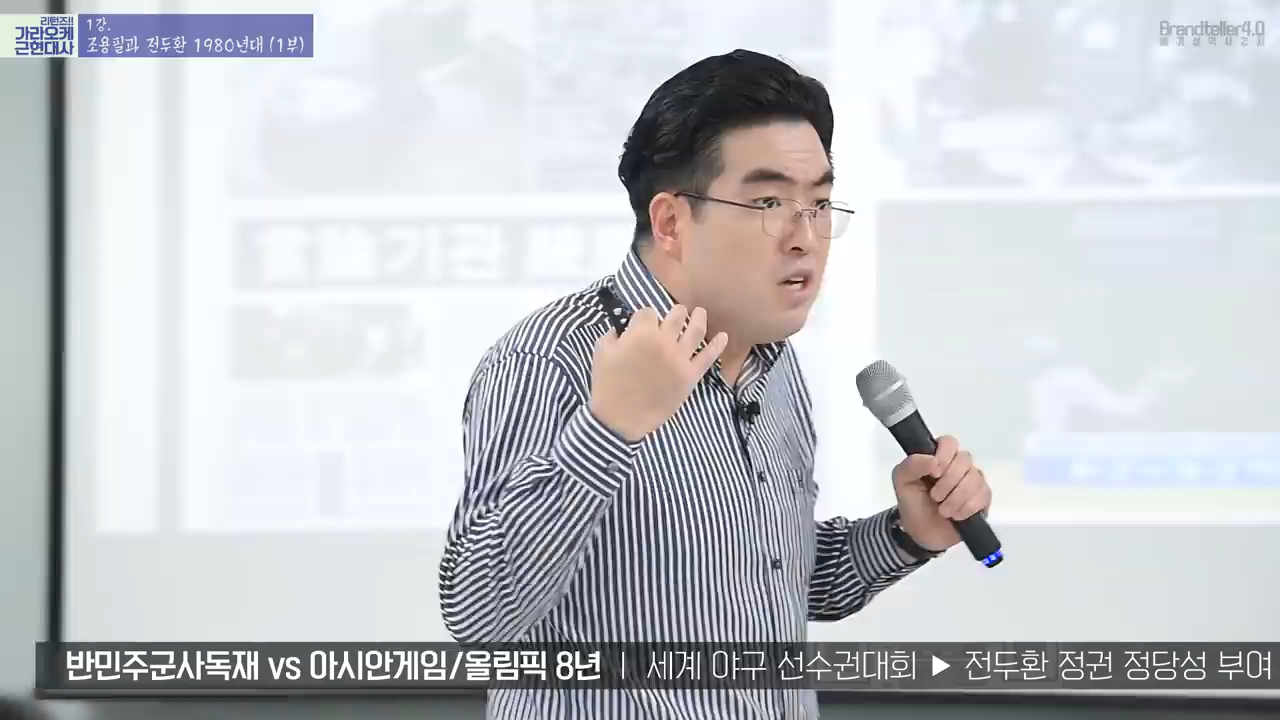 리턴즈!!
가라오케
근현대사
1강.
조용필과 전두환 1980년대 (1부)
Brandteller4.0
반민주군사독재 vs 아시안게임/올림픽 8년 | 세계 야구 선수권대회 ▶ 전두환 정권 정당성 부여